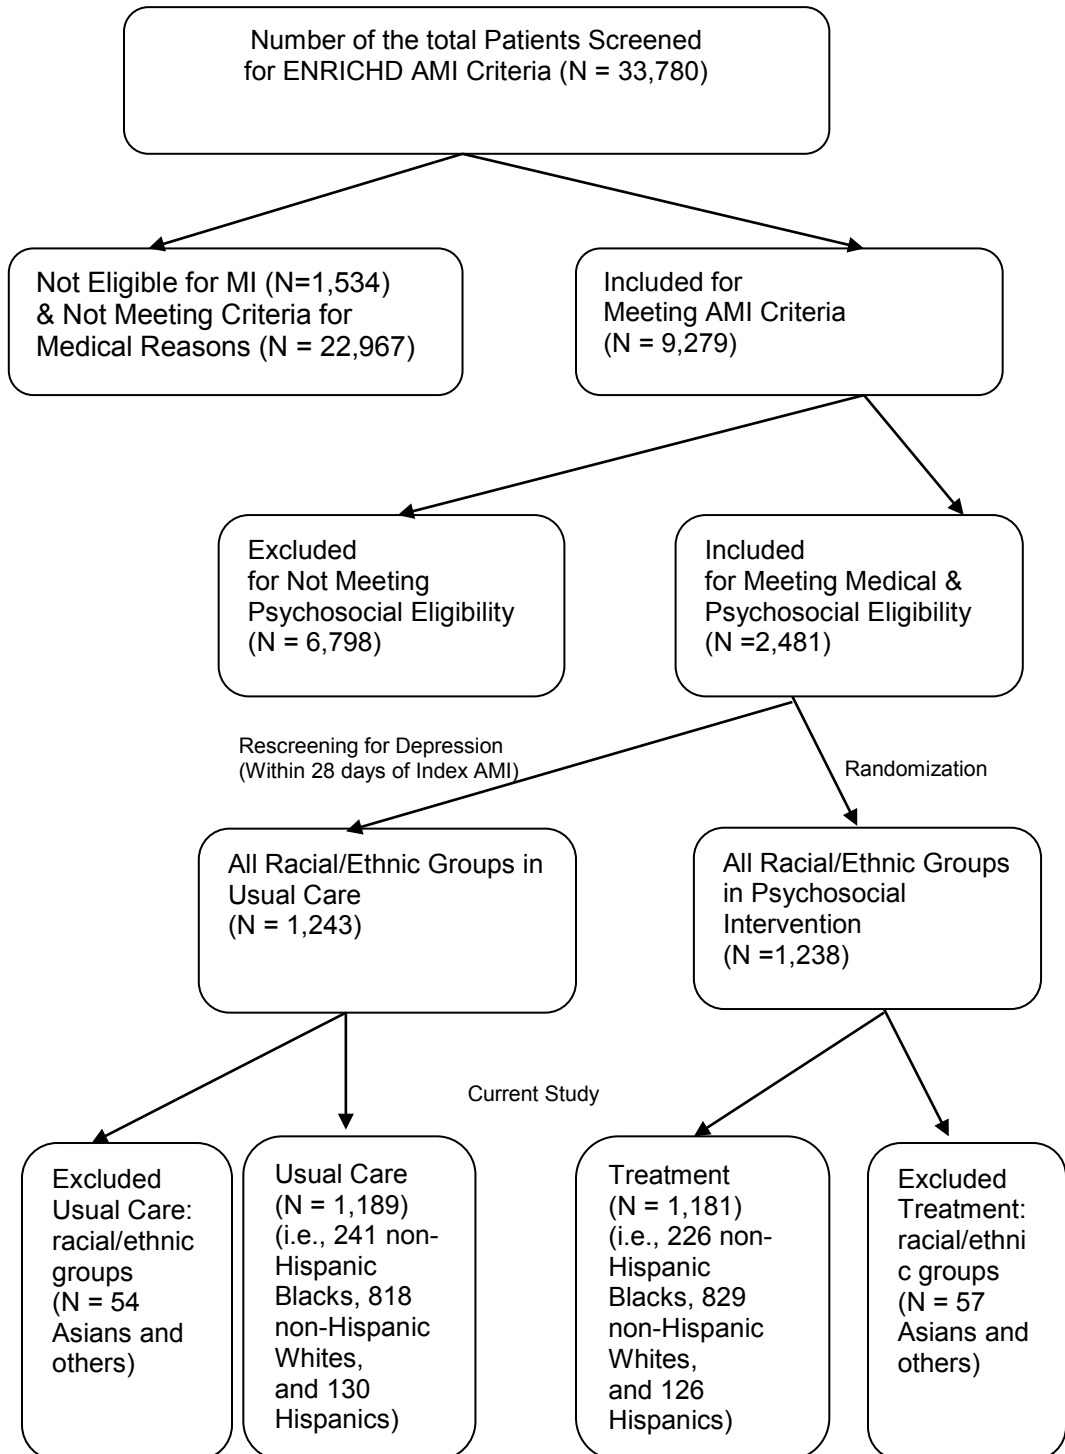 Number of the total Patients Screened
for ENRICHD AMI Criteria (N = 33,780)
Not Eligible for MI (N=1,534)
& Not Meeting Criteria for
Medical Reasons (N = 22,967)
Included for
Meeting AMI Criteria
(N = 9,279)
Excluded
for Not Meeting
Psychosocial Eligibility
(N = 6,798)
Included
for Meeting Medical &
Psychosocial Eligibility
(N =2,481)
Rescreening for Depression
(Within 28 days of Index AMI)
Randomization
All Racial/Ethnic Groups in
Usual Care
(N = 1,243)
All Racial/Ethnic Groups
in Psychosocial
Intervention
(N =1,238)
Current Study
Excluded
Usual Care:
racial/ethnic
groups
(N = 54
Asians and
others)
Usual Care
(N = 1,189)
(i.e., 241 non-
Hispanic
Blacks, 818
non-Hispanic
Whites,
and 130
Hispanics)
Treatment
(N = 1,181)
(i.e., 226 non-
Hispanic
Blacks, 829
non-Hispanic
Whites,
and 126
Hispanics)
Excluded
Treatment:
racial/ethni
c groups
(N = 57
Asians and
others)